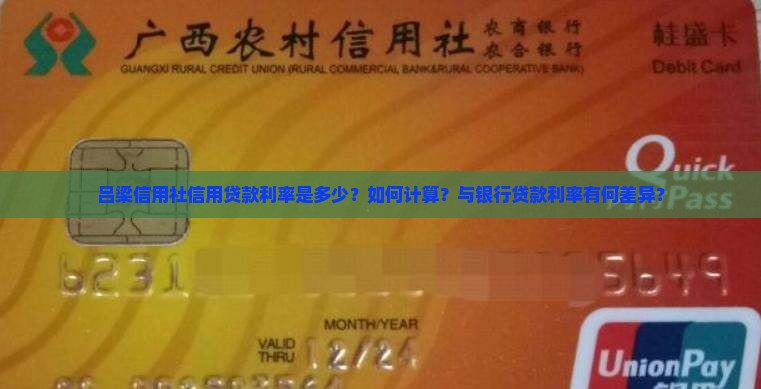 广西农村信用社 农商银行 农合银行 桂盛卡
GUANGXI RURAL CREDIT UNION (RURAL COMMERCIAL BANK&RURAL COOPERATIVE BANK) Debit Card
Quick
吕梁信用社信用贷款利率是多少？如何计算？与银行贷款利率有何差异？
Pass
6231 5649
MONTH/YEAR
VALID THRU 12/24
UnionPay